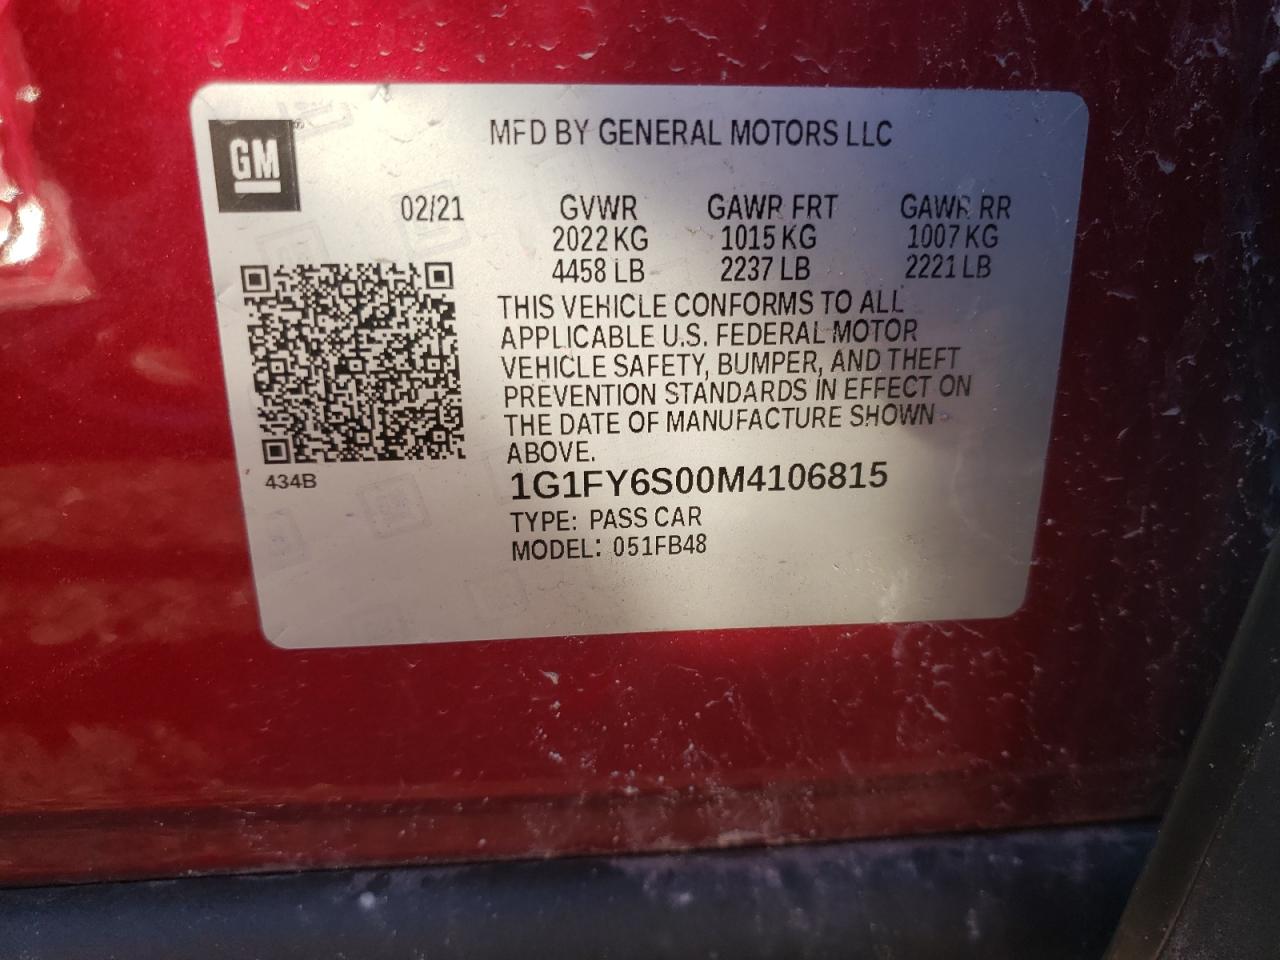 GM
MFD BY GENERAL MOTORS LLC
02/21
GVWR GAWR FRT GAWR RR
2022 KG 1015 KG 1007 KG
4458 LB 2237 LB 2221 LB
THIS VEHICLE CONFORMS TO ALL
APPLICABLE U.S. FEDERAL MOTOR
VEHICLE SAFETY, BUMPER, AND THEFT
PREVENTION STANDARDS IN EFFECT ON
THE DATE OF MANUFACTURE SHOWN
ABOVE.
434B
1G1FY6S00M4106815
TYPE: PASS CAR
MODEL: 051FB48